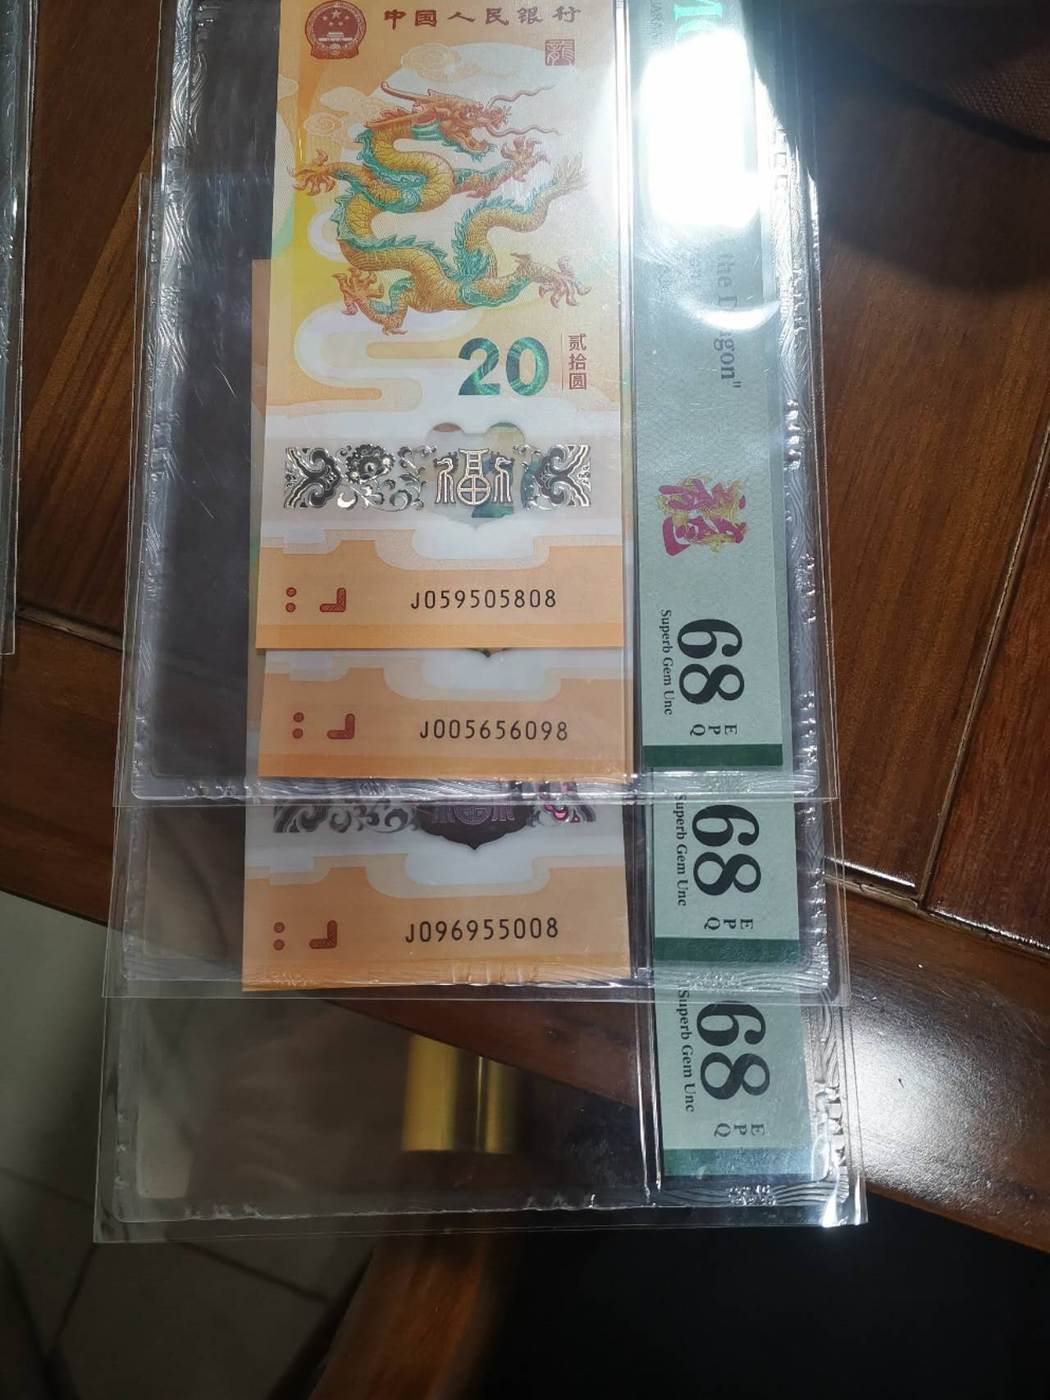 中国人民银行
龍
20
贰拾圆
福
J059505808
J005656098
J096955008
the Dragon"
68
EPQ
Superb Gem Unc
68
EPQ
Superb Gem Unc
68
EPQ
Superb Gem Unc